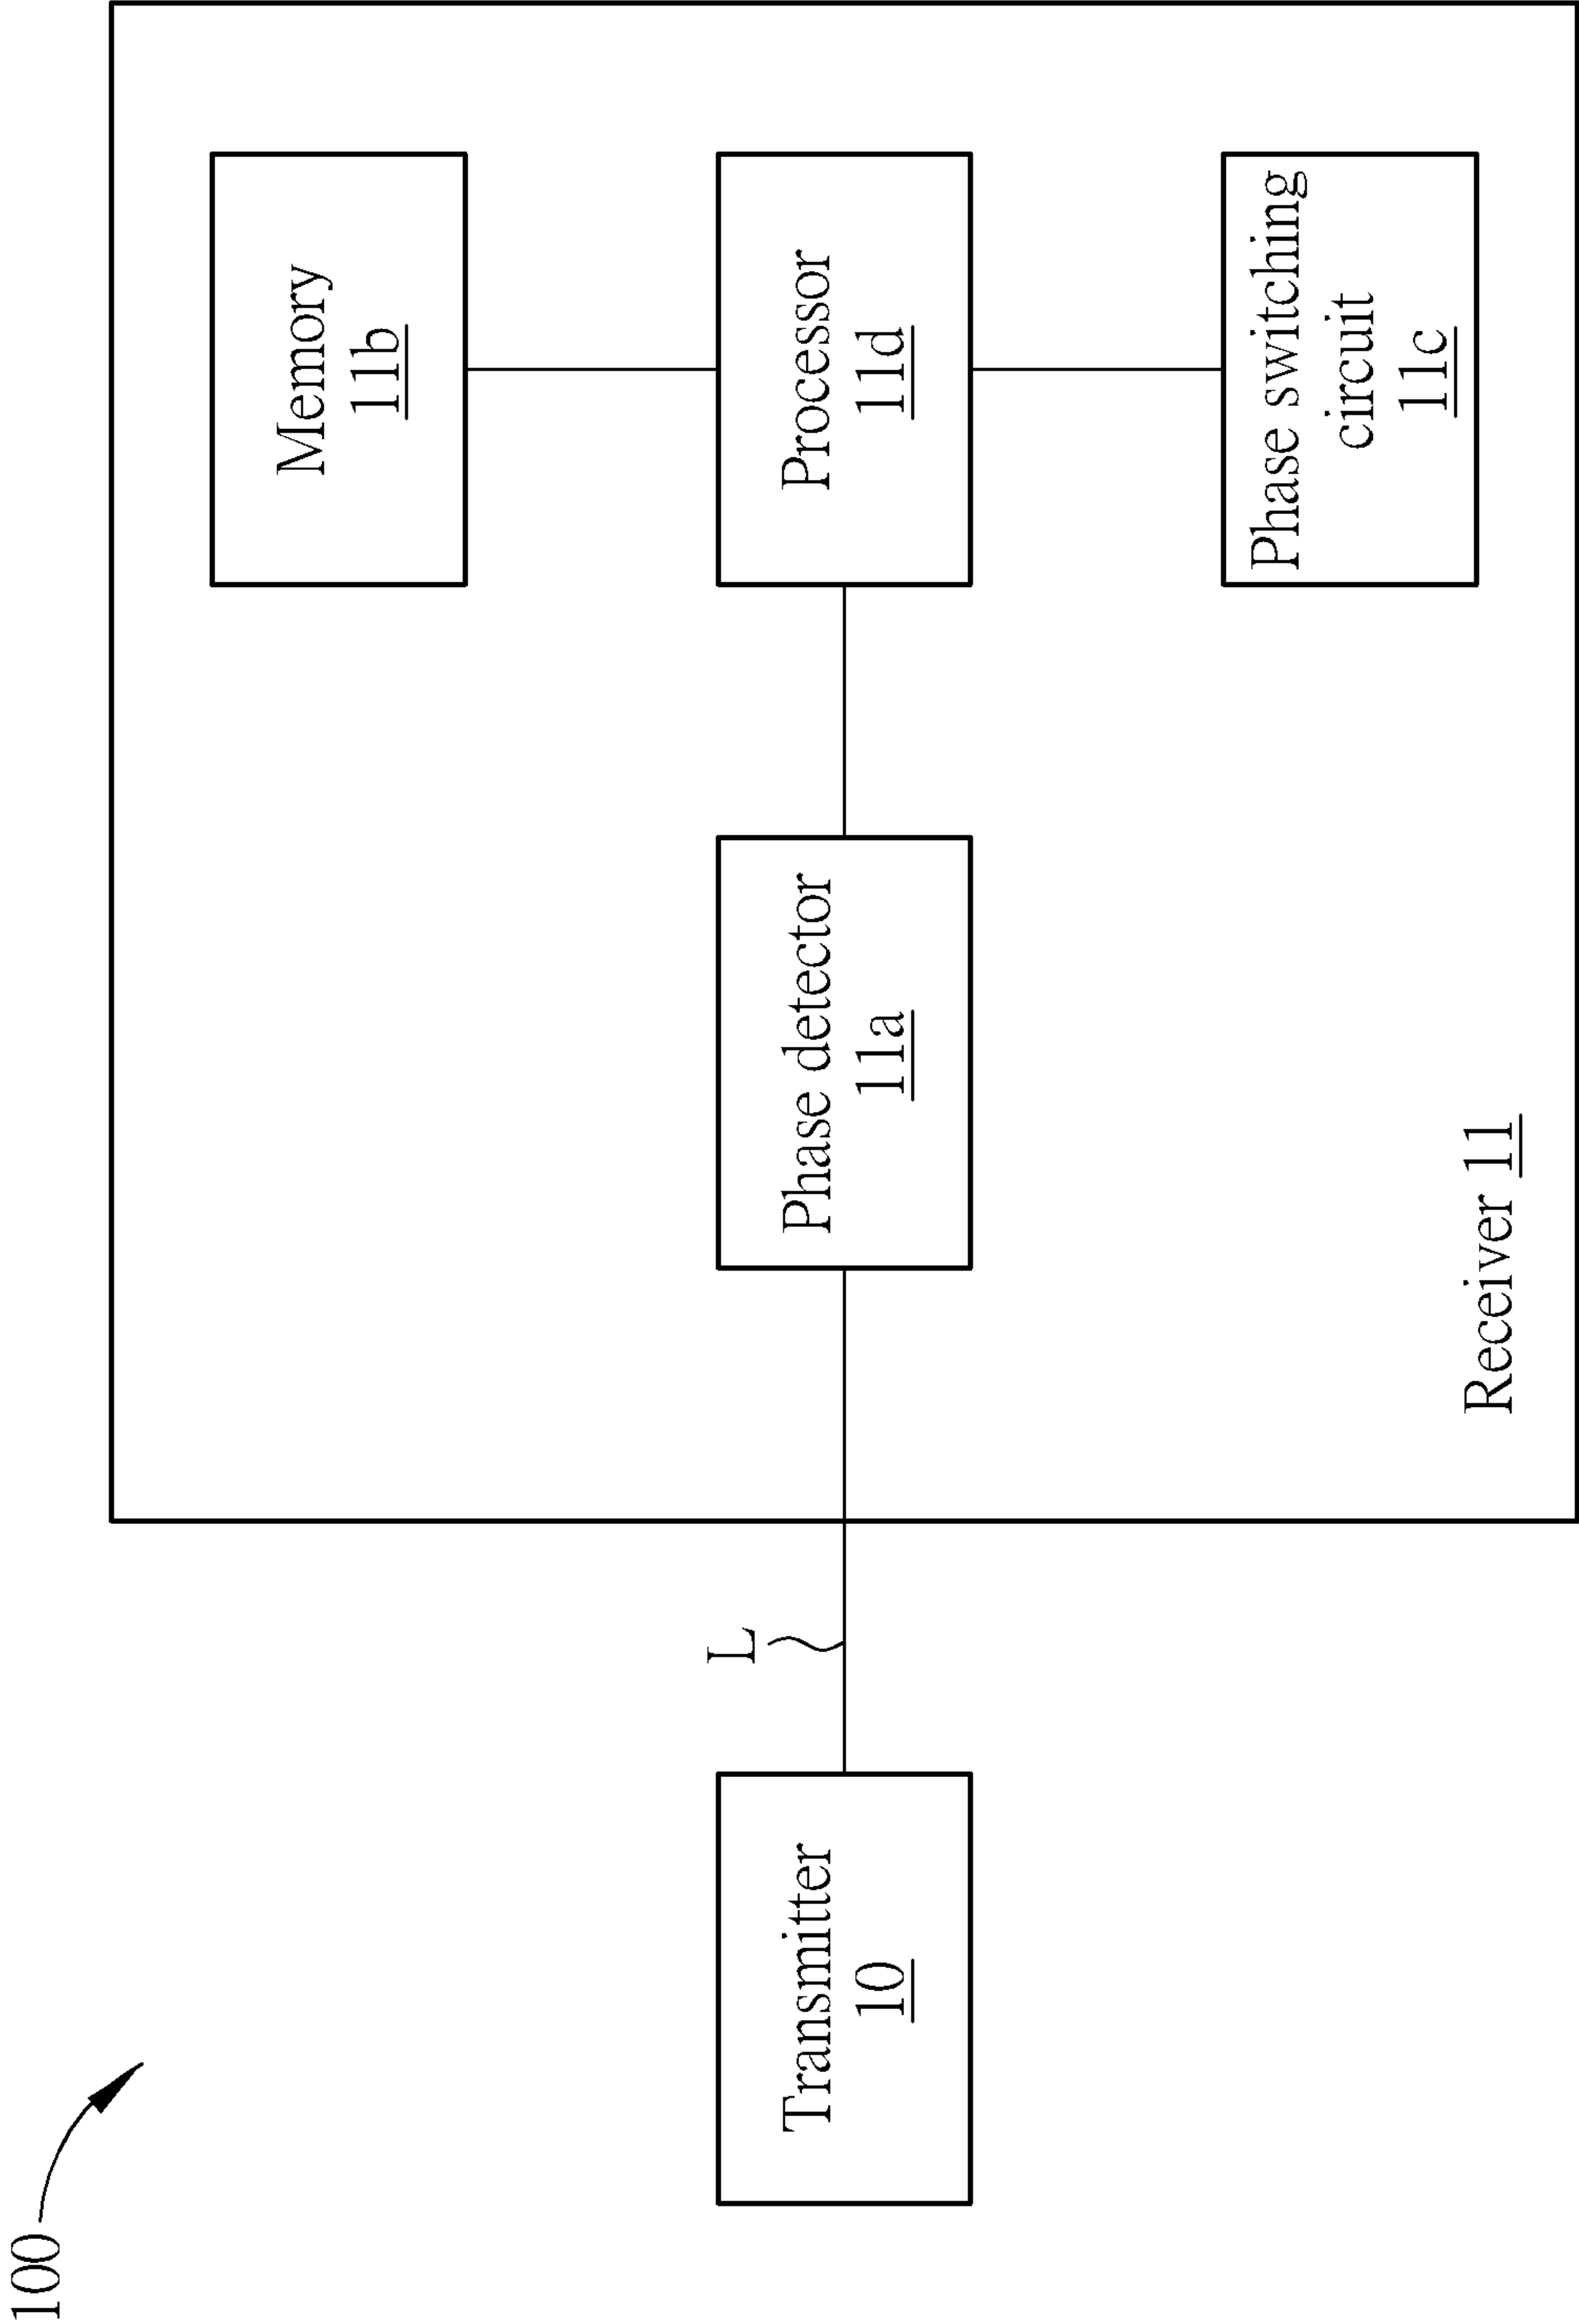 100
Transmitter
10
L
Phase detector
11a
Memory
11b
Processor
11d
Phase switching
circuit
11c
Receiver 11